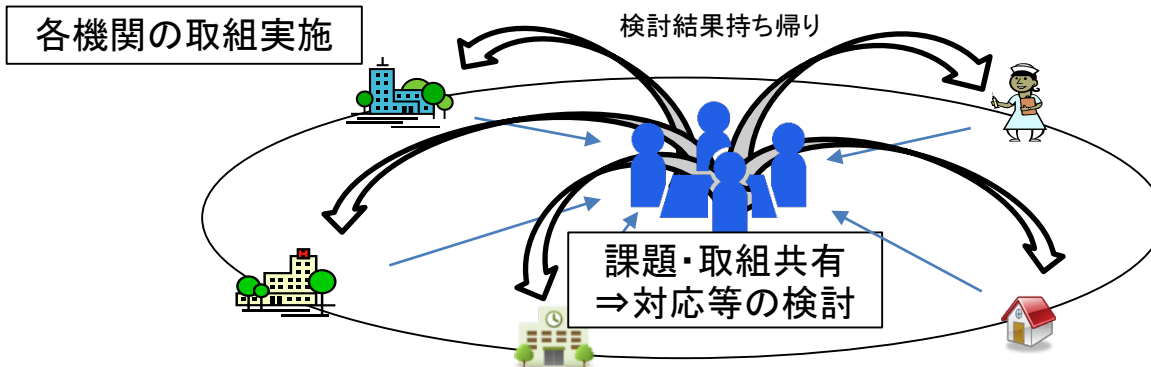 各機関の取組実施
検討結果持ち帰り
課題・取組共有
⇒対応等の検討